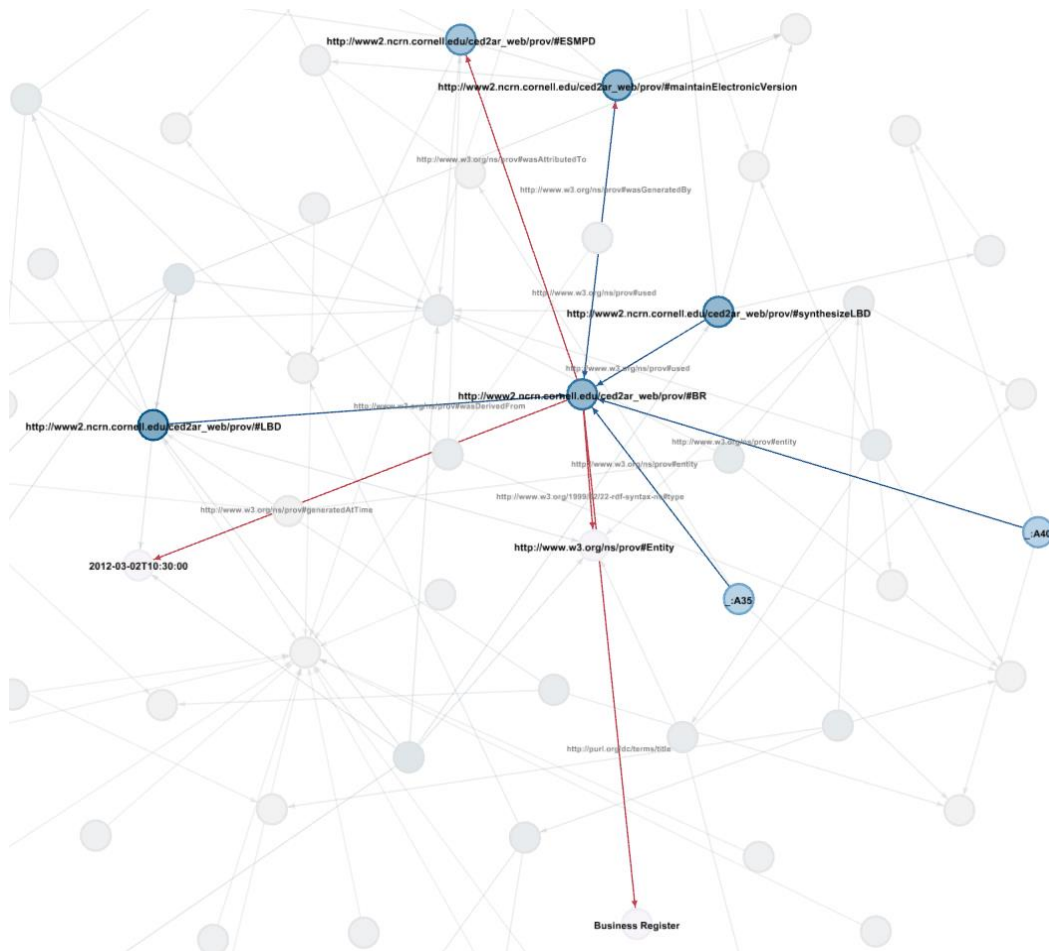 http://www2.ncrn.cornell.edu/ced2ar_web/prov/#ESMPD
http://www2.ncrn.cornell.edu/ced2ar_web/prov/#maintainElectronicVersion
http://www.w3.org/ns/prov#wasAttributedTo
http://www.w3.org/ns/prov#wasGeneratedBy
http://www.w3.org/ns/prov#used
http://www2.ncrn.cornell.edu/ced2ar_web/prov/#synthesizeLBD
http://www.w3.org/ns/prov#used
http://www2.ncrn.cornell.edu/ced2ar_web/prov/#BR
http://www.w3.org/ns/prov#wasDerivedFrom
http://www2.ncrn.cornell.edu/ced2ar_web/prov/#LBD
http://www.w3.org/ns/prov#entity
http://www.w3.org/ns/prov#entity
http://www.w3.org/1999/02/22-rdf-syntax-ns#type
http://www.w3.org/ns/prov#generatedAtTime
_:A40
http://www.w3.org/ns/prov#Entity
2012-03-02T10:30:00
_:A35
http://purl.org/dc/terms/title
Business Register